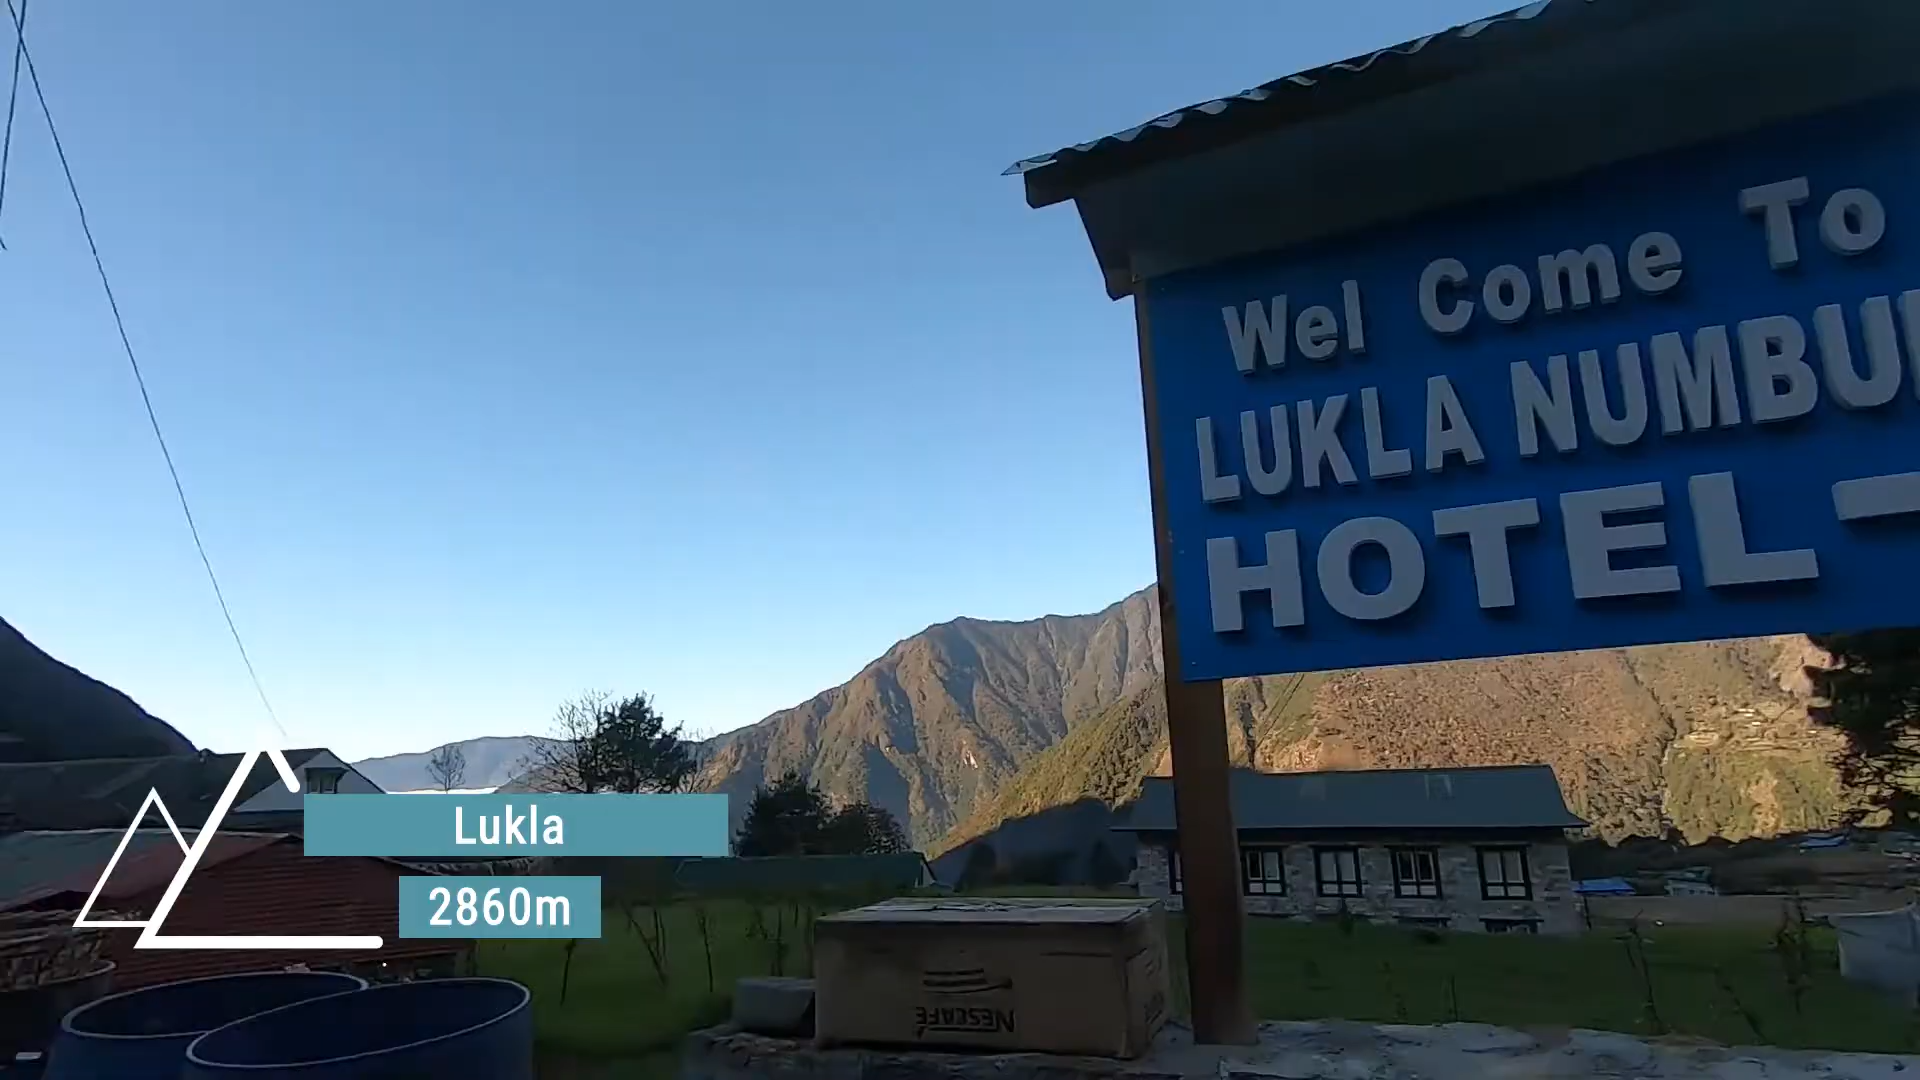 Wel Come To
LUKLA NUMBU
HOTEL -
Lukla
2860m
NESCAFE